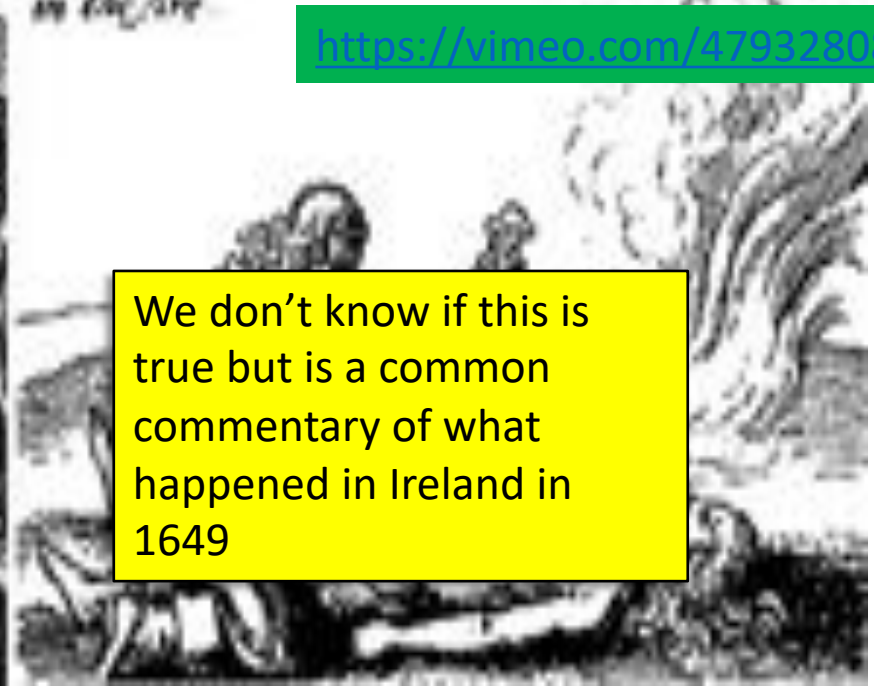 https://vimeo.com/4793280
We don’t know if this is
true but is a common
commentary of what
happened in Ireland in
1649